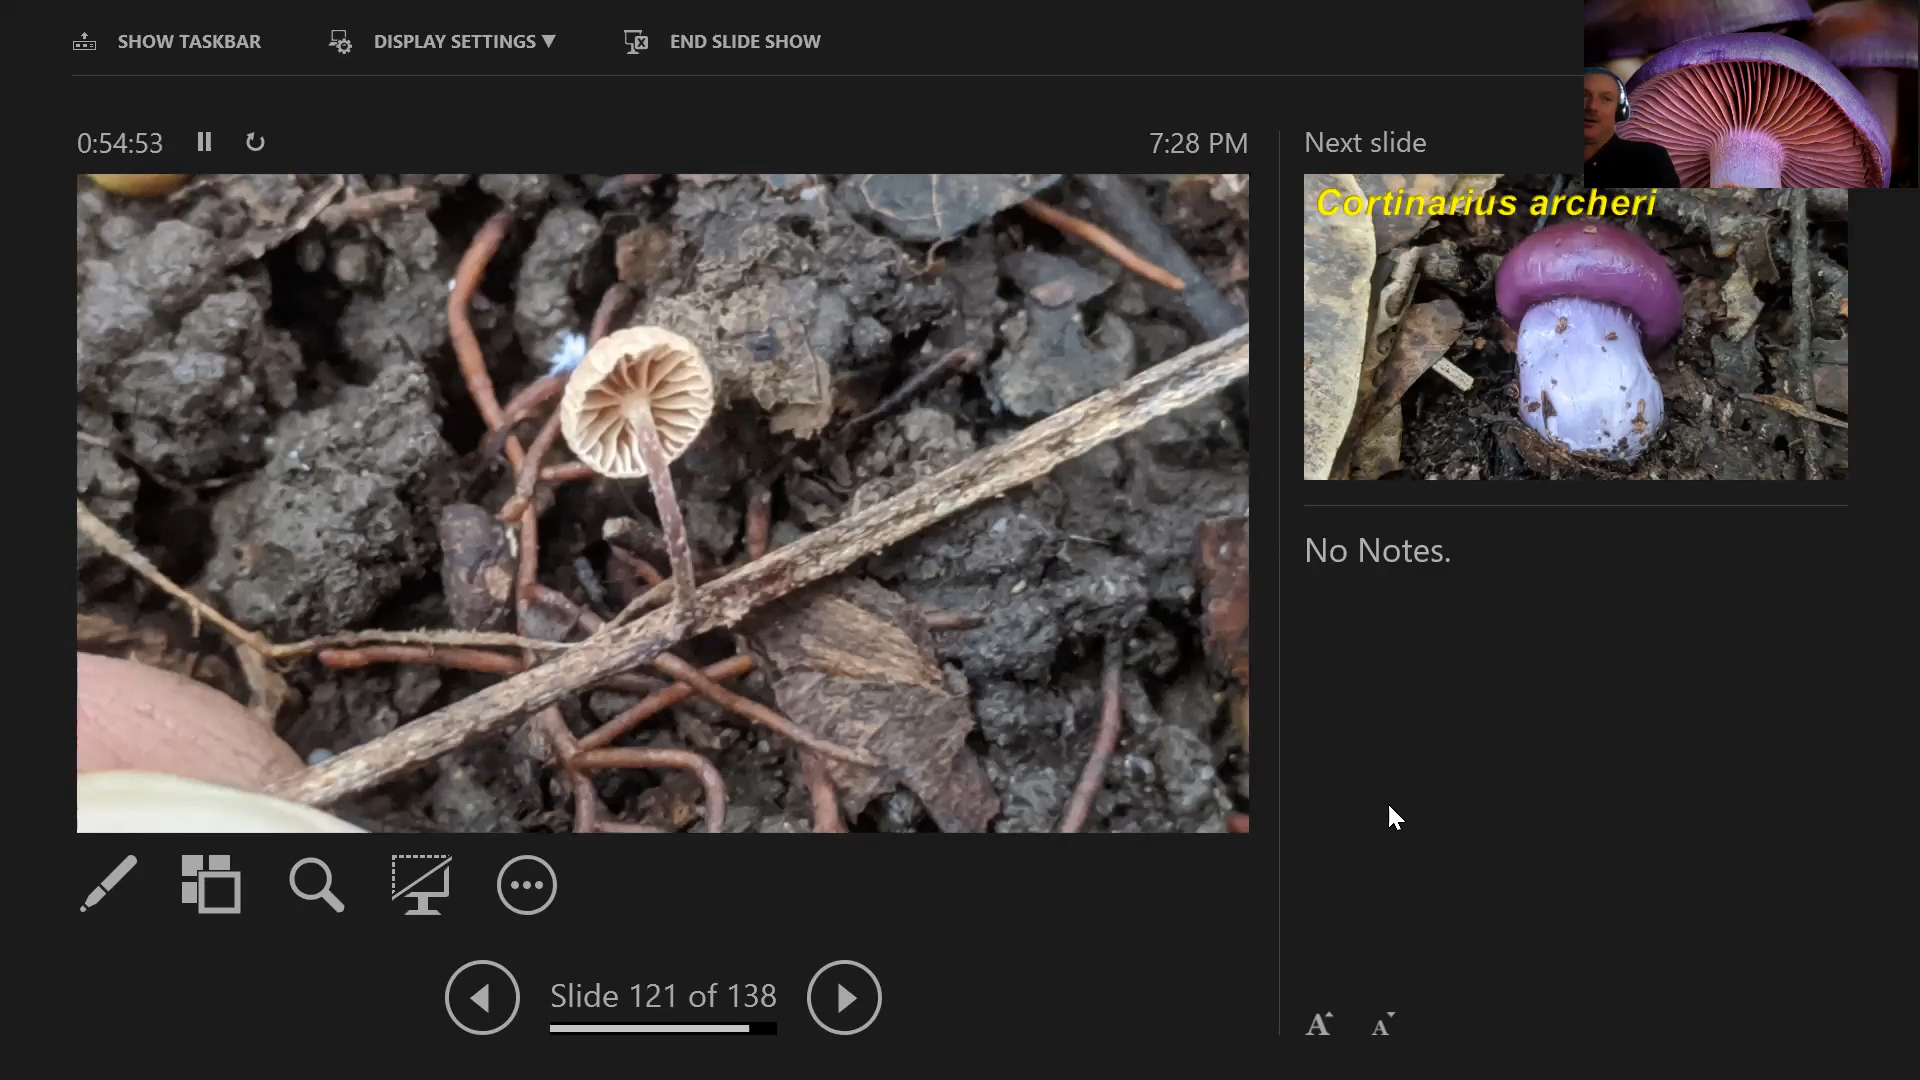 SHOW TASKBAR
DISPLAY SETTINGS ▼
END SLIDE SHOW
0:54:53
7:28 PM
Next slide
Cortinarius archeri
No Notes.
Slide 121 of 138
A
A